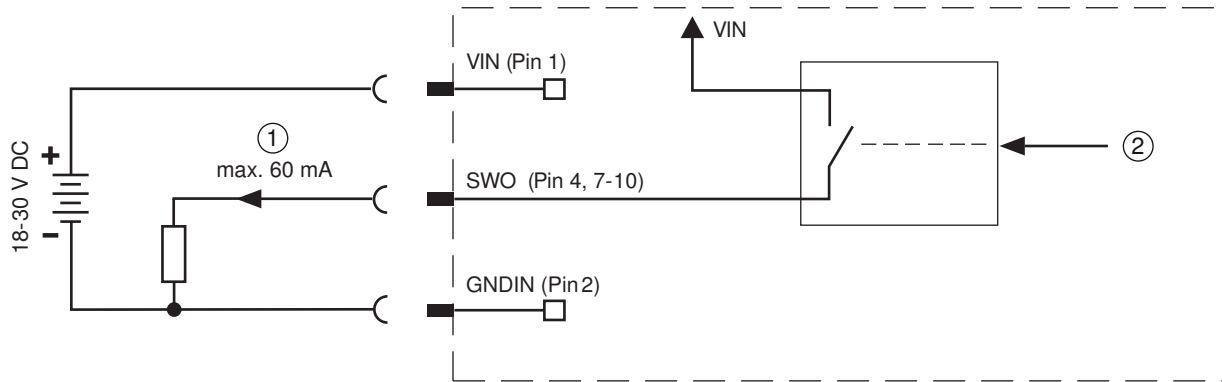 VIN
VIN (Pin 1)
1
max. 60 mA
2
18-30 V DC
+
SWO (Pin 4, 7-10)
-
GNDIN (Pin 2)